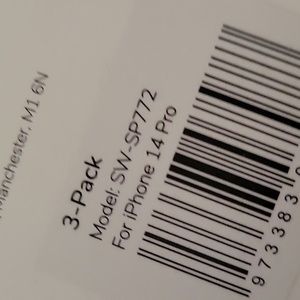 Manchester, M1 6N
3-Pack
Model: SW-SP772
For iPhone 14 Pro
973383